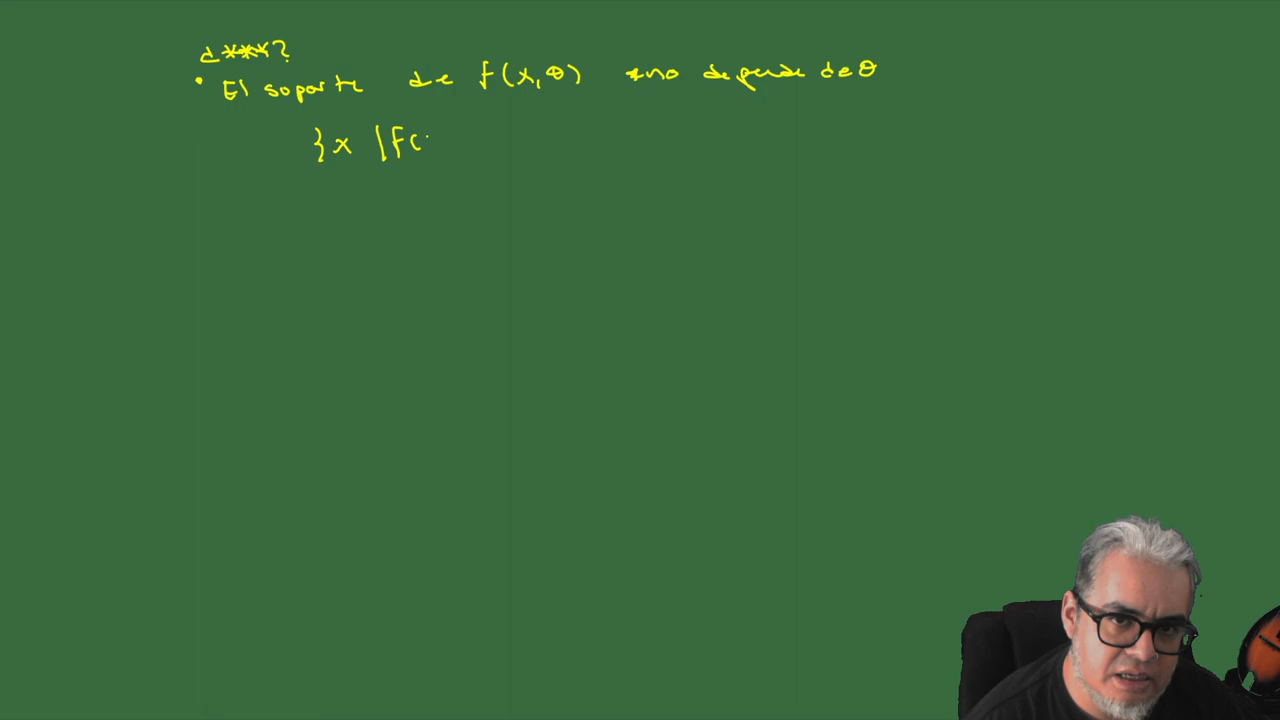 ¿***?
• El soporte de f(x,θ) no depende de θ
}x | f(